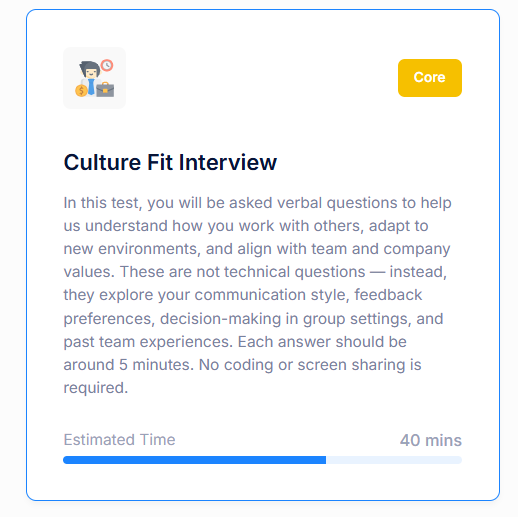 Core
Culture Fit Interview
In this test, you will be asked verbal questions to help
us understand how you work with others, adapt to
new environments, and align with team and company
values. These are not technical questions — instead,
they explore your communication style, feedback
preferences, decision-making in group settings, and
past team experiences. Each answer should be
around 5 minutes. No coding or screen sharing is
required.
Estimated Time 40 mins